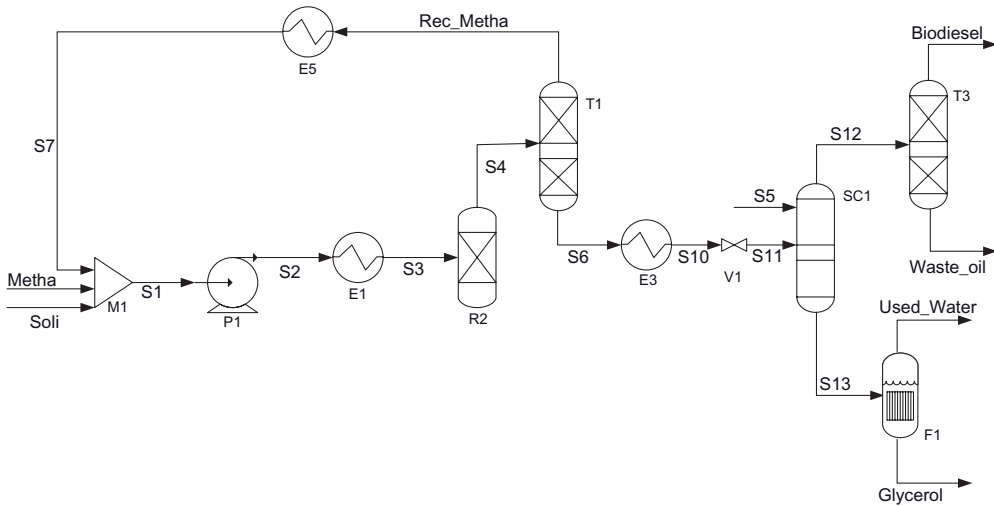 Rec_Metha
E5
S7
Metha
Soli
M1
S1
P1
S2
E1
S3
R2
S4
T1
S6
E3
S10
V1
S11
S5
SC1
S12
T3
Biodiesel
Waste_oil
Used_Water
S13
F1
Glycerol